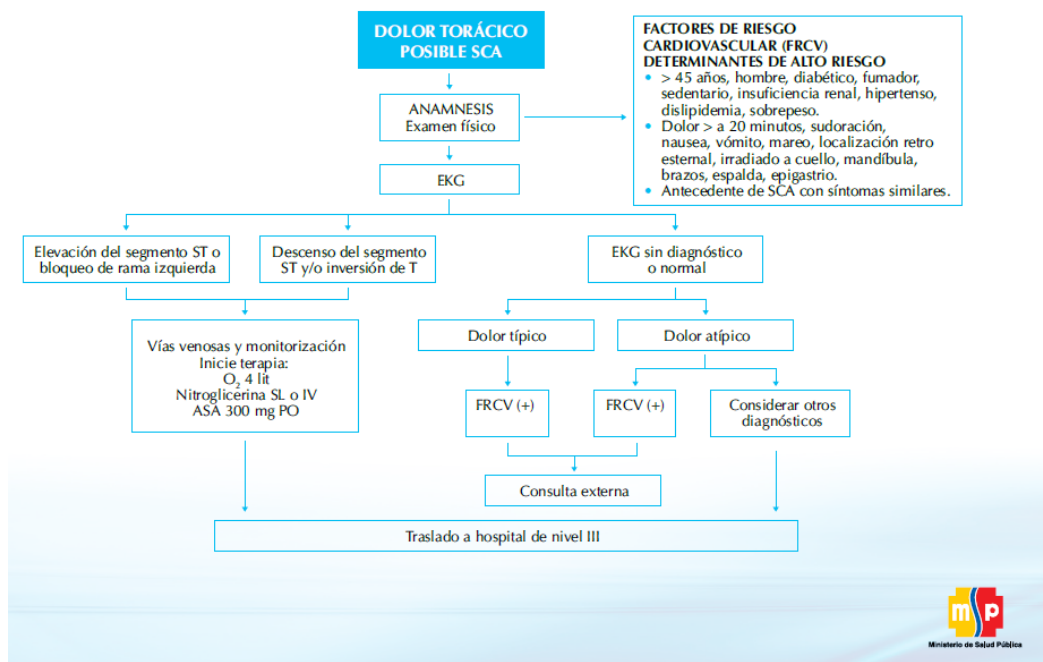 DOLOR TORÁCICO
POSIBLE SCA
FACTORES DE RIESGO
CARDIOVASCULAR (FRCV)
DETERMINANTES DE ALTO RIESGO
• > 45 años, hombre, diabético, fumador,
sedentario, insuficiencia renal, hipertenso,
dislipidemia, sobrepeso.
• Dolor > a 20 minutos, sudoración,
nausea, vómito, mareo, localización retro
esternal, irradiado a cuello, mandíbula,
brazos, espalda, epigastrio.
• Antecedente de SCA con síntomas similares.
ANAMNESIS
Examen físico
EKG
Elevación del segmento ST o
bloqueo de rama izquierda
Descenso del segmento
ST y/o inversión de T
EKG sin diagnóstico
o normal
Vías venosas y monitorización
Inicie terapia:
O₂ 4 lit
Nitroglicerina SL o IV
ASA 300 mg PO
Dolor típico
Dolor atípico
FRCV (+)
FRCV (+)
Considerar otros
diagnósticos
Consulta externa
Traslado a hospital de nivel III
msp
Ministerio de Salud Pública